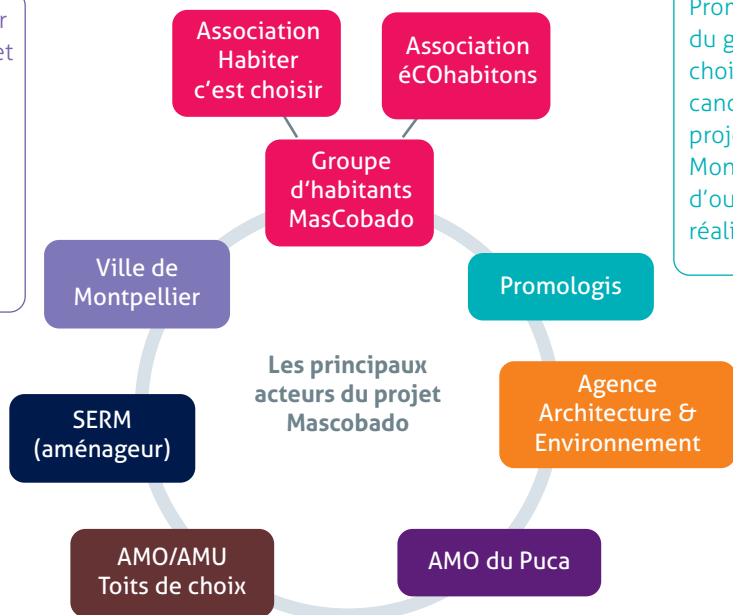 Association
Habiter
c'est choisir
Association
éCOhabitons
Groupe
d'habitants
MasCobado
Ville de
Montpellier
Promologis
Les principaux
acteurs du projet
Mascobado
Agence
Architecture &
Environnement
SERM
(aménageur)
AMO/AMU
Toits de choix
AMO du Puca